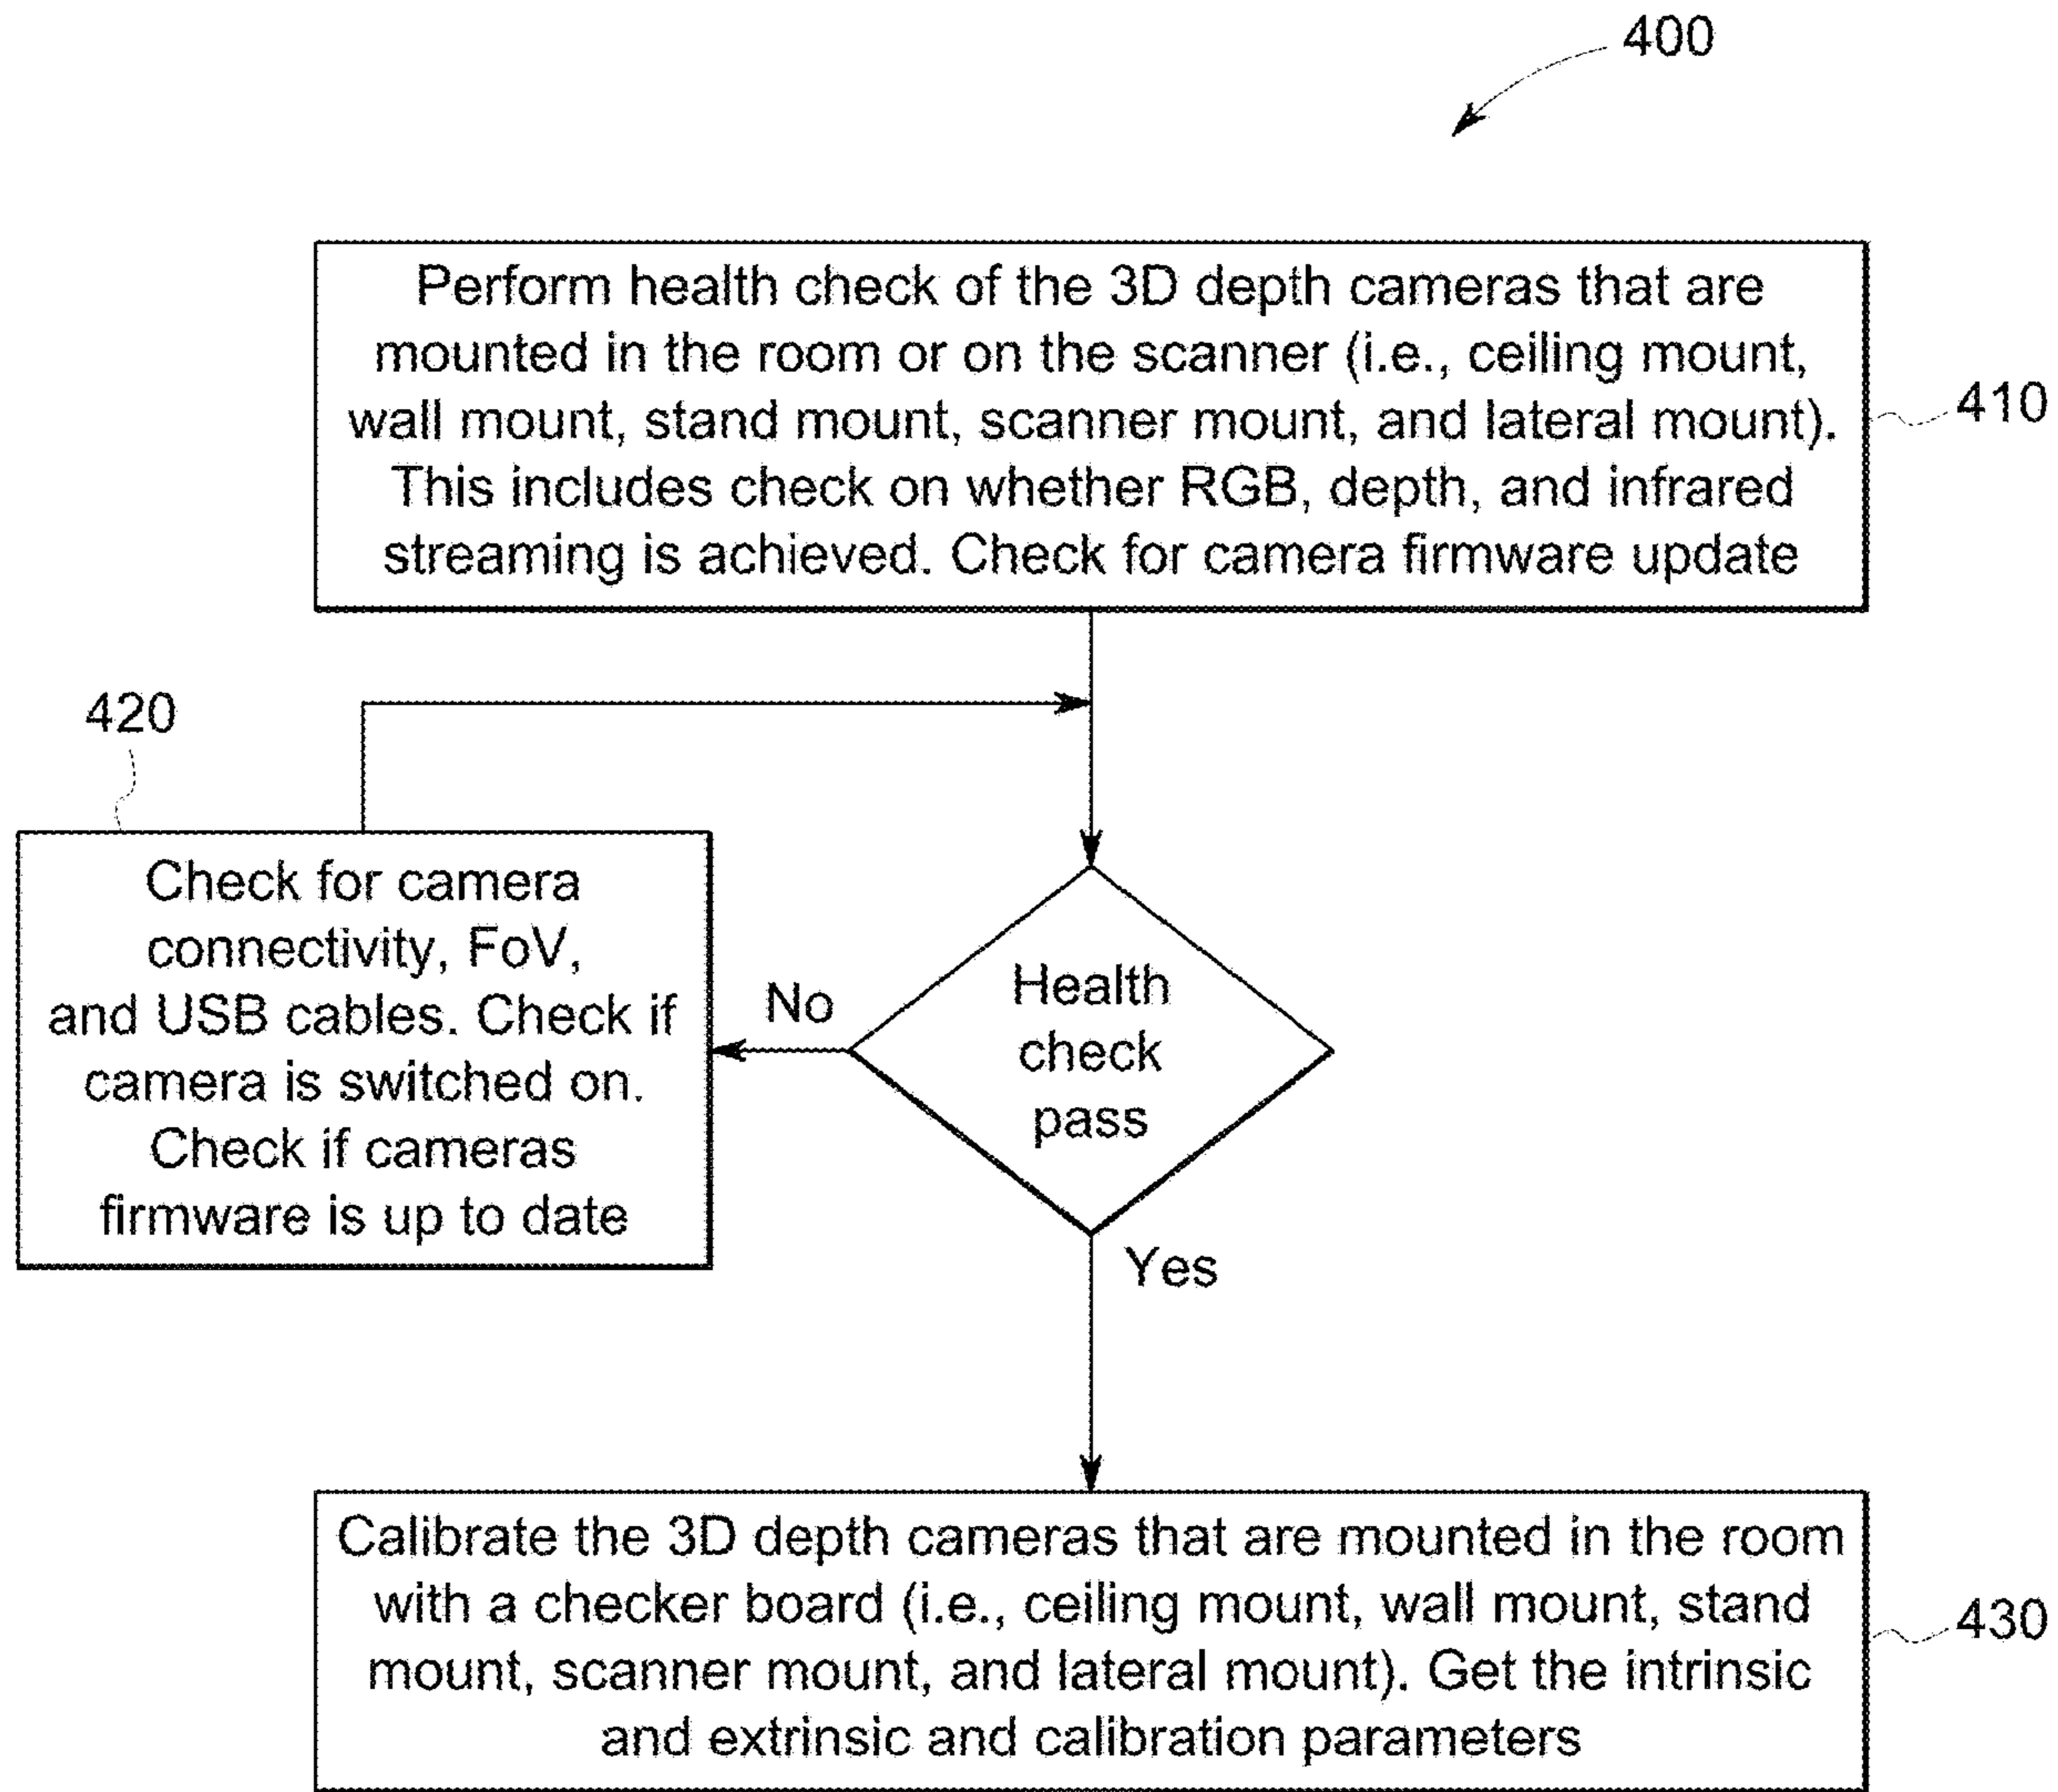 400
Perform health check of the 3D depth cameras that are
mounted in the room or on the scanner (i.e., ceiling mount,
wall mount, stand mount, scanner mount, and lateral mount).
This includes check on whether RGB, depth, and infrared
streaming is achieved. Check for camera firmware update
410
420
Check for camera
connectivity, FoV,
and USB cables. Check if
camera is switched on.
Check if cameras
firmware is up to date
No
Health
check
pass
Yes
Calibrate the 3D depth cameras that are mounted in the room
with a checker board (i.e., ceiling mount, wall mount, stand
mount, scanner mount, and lateral mount). Get the intrinsic
and extrinsic and calibration parameters
430